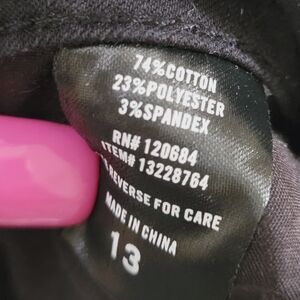 74%COTTON
23%POLYESTER
3%SPANDEX
RN# 120684
ITEM# 13228764
REVERSE FOR CARE
MADE IN CHINA
13